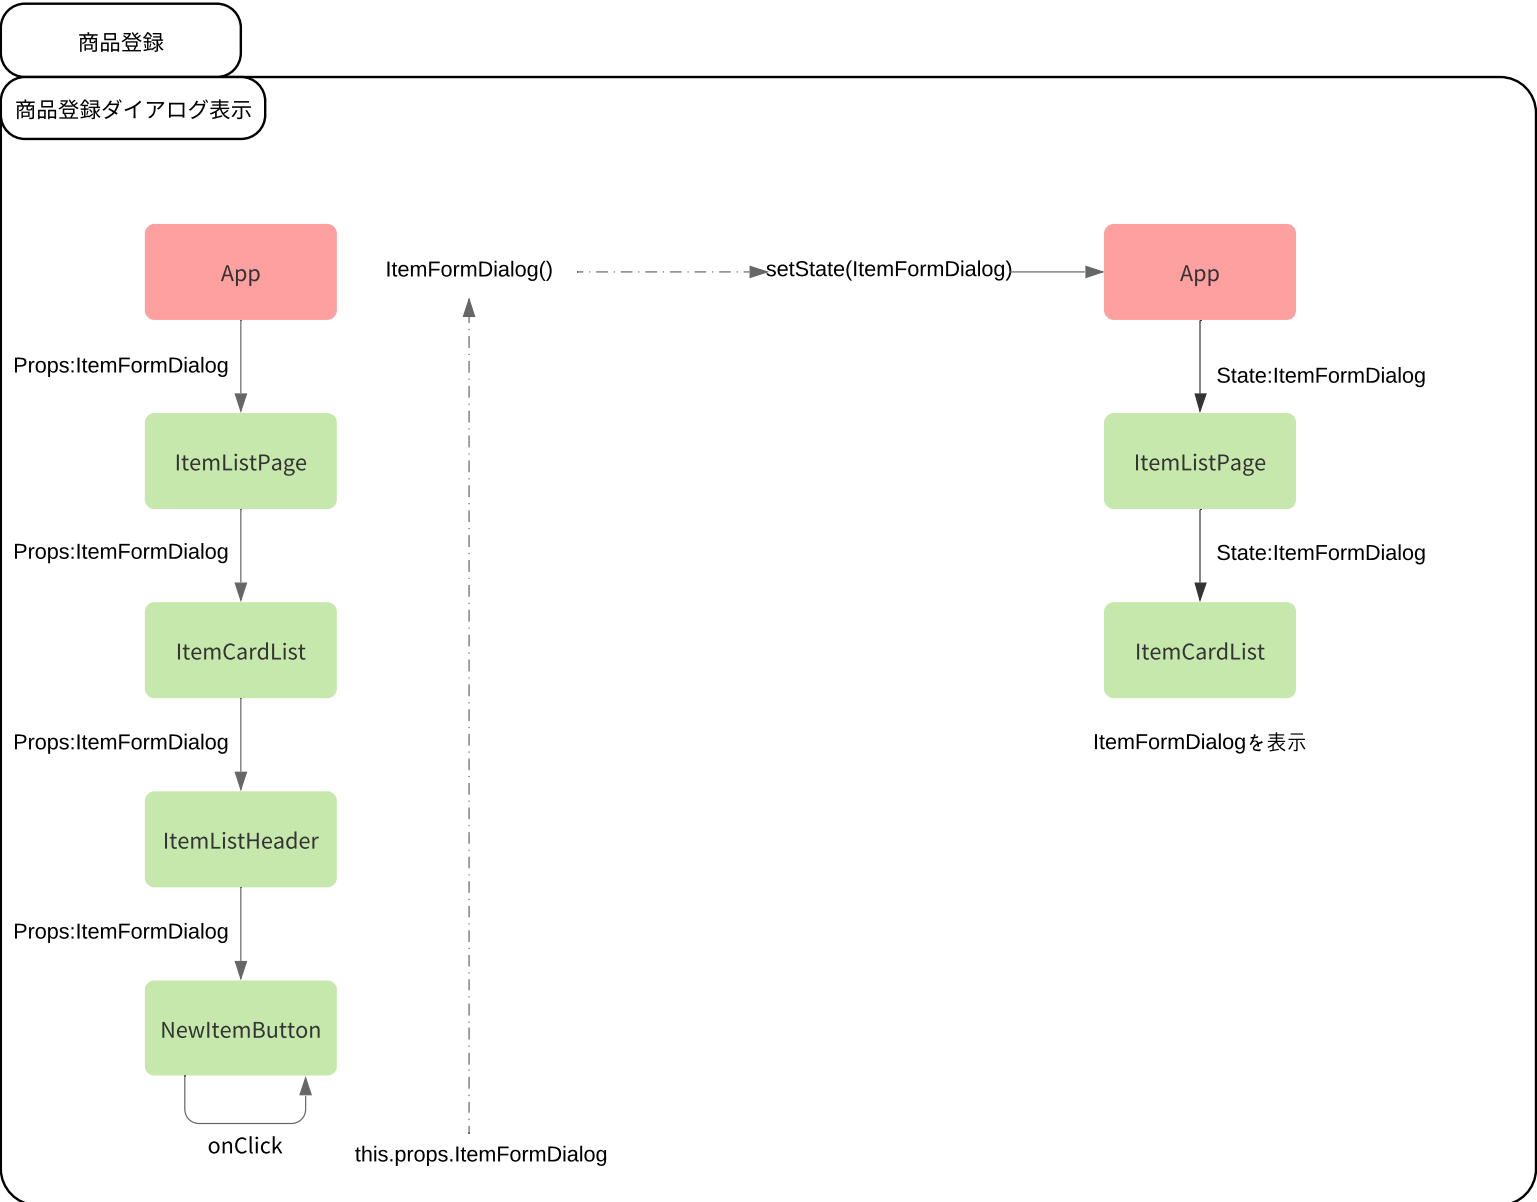 商品登録
商品登録ダイアログ表示
App
ItemFormDialog()
setState(ItemFormDialog)
App
Props:ItemFormDialog
State:ItemFormDialog
ItemListPage
ItemListPage
Props:ItemFormDialog
State:ItemFormDialog
ItemCardList
ItemCardList
Props:ItemFormDialog
ItemFormDialogを表示
ItemListHeader
Props:ItemFormDialog
NewItemButton
onClick
this.props.ItemFormDialog